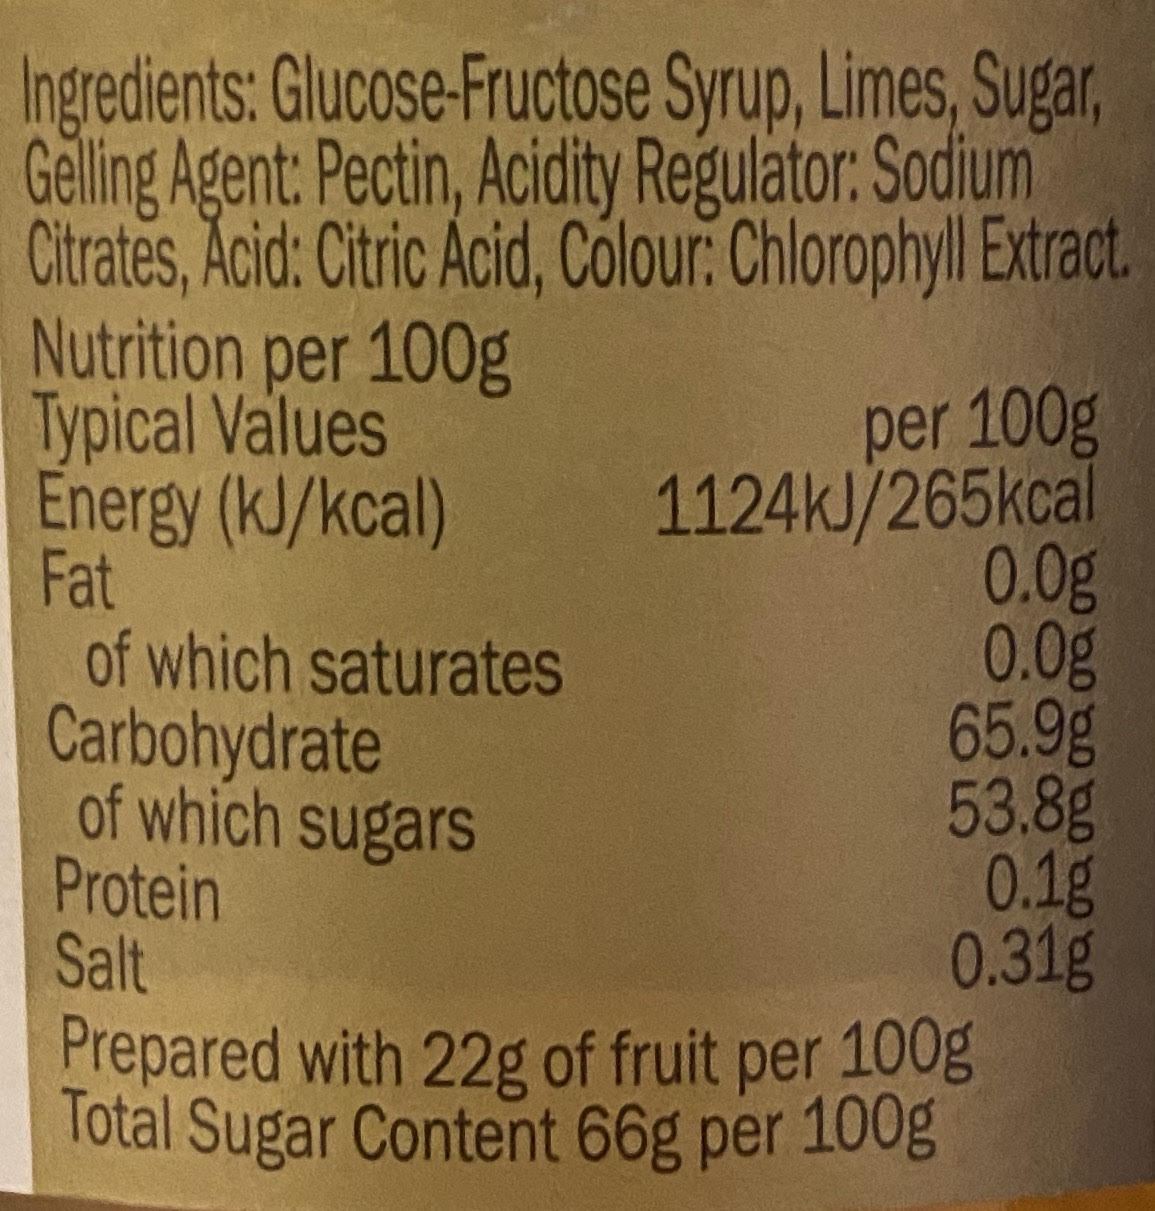 Ingredients: Glucose-Fructose Syrup, Limes, Sugar,
Gelling Agent: Pectin, Acidity Regulator: Sodium
Citrates, Acid: Citric Acid, Colour: Chlorophyll Extract.
Nutrition per 100g
Typical Values per 100g
Energy (kJ/kcal) 1124kJ/265kcal
Fat 0.0g
of which saturates 0.0g
Carbohydrate 65.9g
of which sugars 53.8g
Protein 0.1g
Salt 0.31g
Prepared with 22g of fruit per 100g
Total Sugar Content 66g per 100g